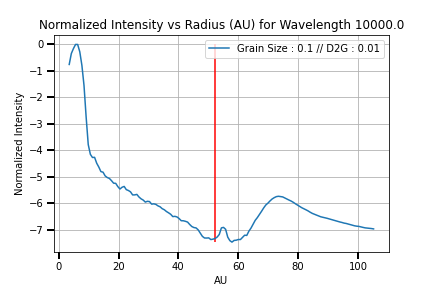 Normalized Intensity vs Radius (AU) for Wavelength 10000.0
Grain Size : 0.1 // D2G : 0.01
Normalized Intensity
0
−1
−2
−3
−4
−5
−6
−7
0 20 40 60 80 100
AU